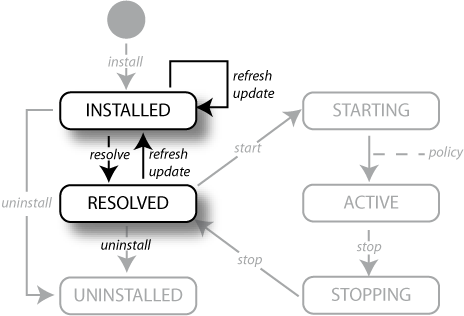 install
refresh
update
INSTALLED
STARTING
resolve
refresh
update
start
policy
uninstall
RESOLVED
ACTIVE
uninstall
stop
stop
UNINSTALLED
STOPPING